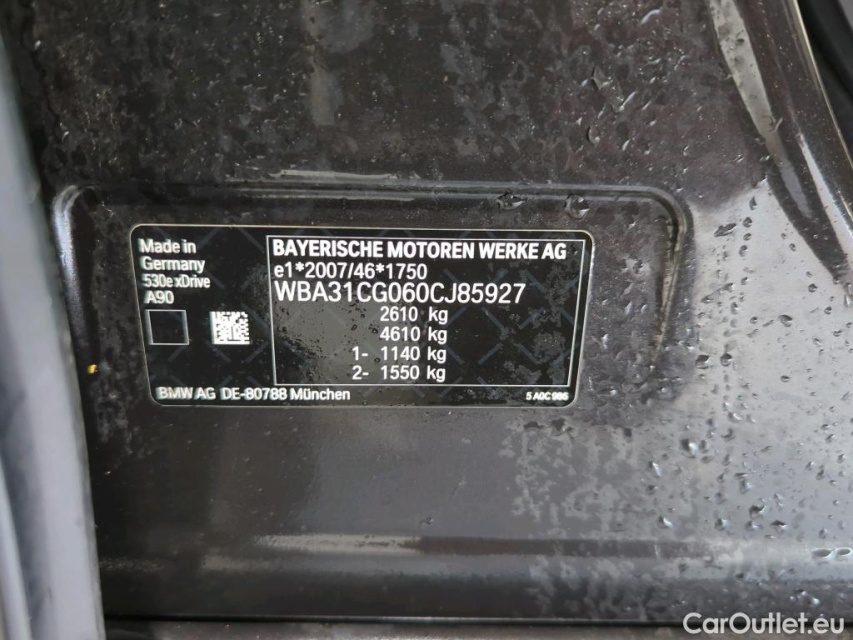 Made in
Germany
530e xDrive
A90
BAYERISCHE MOTOREN WERKE AG
e1*2007/46*1750
WBA31CG060CJ85927
2610 kg
4610 kg
1- 1140 kg
2- 1550 kg
BMW AG DE-80788 München
5 A0C 986
CarOutlet.eu